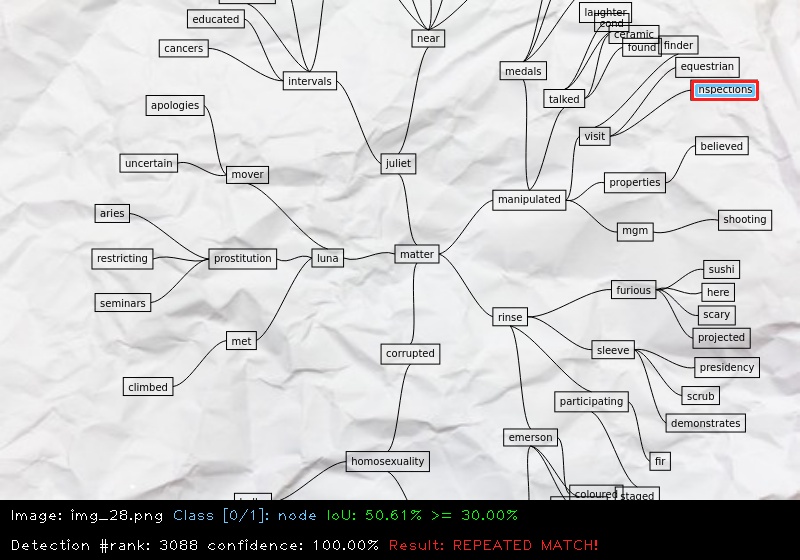 laughter
cond
ceramic
found
finder
educated
near
cancers
equestrian
medals
intervals
nspections
talked
apologies
visit
believed
uncertain
juliet
mover
properties
manipulated
aries
shooting
mgm
restricting
prostitution
luna
matter
sushi
furious
here
seminars
scary
rinse
projected
met
sleeve
corrupted
presidency
climbed
scrub
participating
demonstrates
emerson
homosexuality
fir
coloured
staged
Image: img_28.png Class [0/1]: node IoU: 50.61% >= 30.00%
Detection #rank: 3088 confidence: 100.00% Result: REPEATED MATCH!